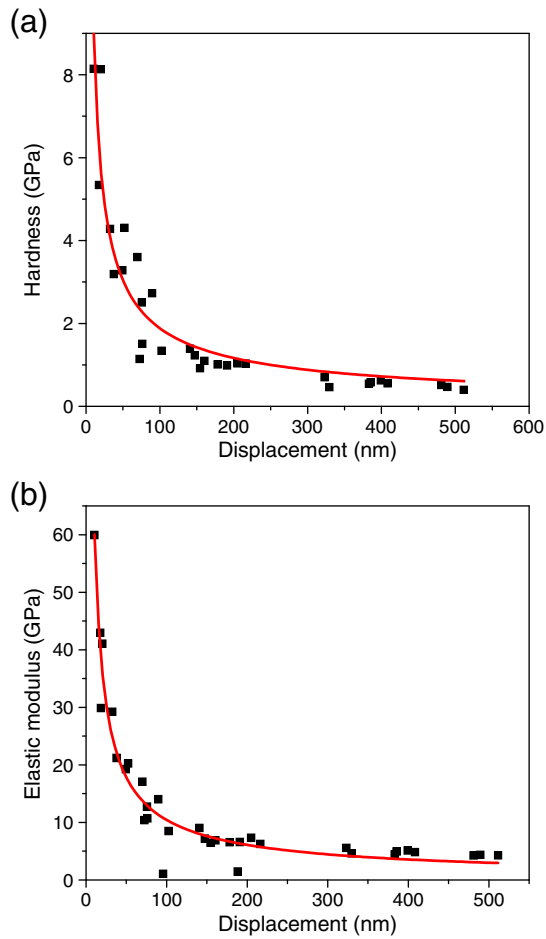 (a)
8
6
4
2
0
Hardness (GPa)
0 100 200 300 400 500 600
Displacement (nm)
(b)
60
50
40
30
20
10
0
Elastic modulus (GPa)
0 100 200 300 400 500
Displacement (nm)